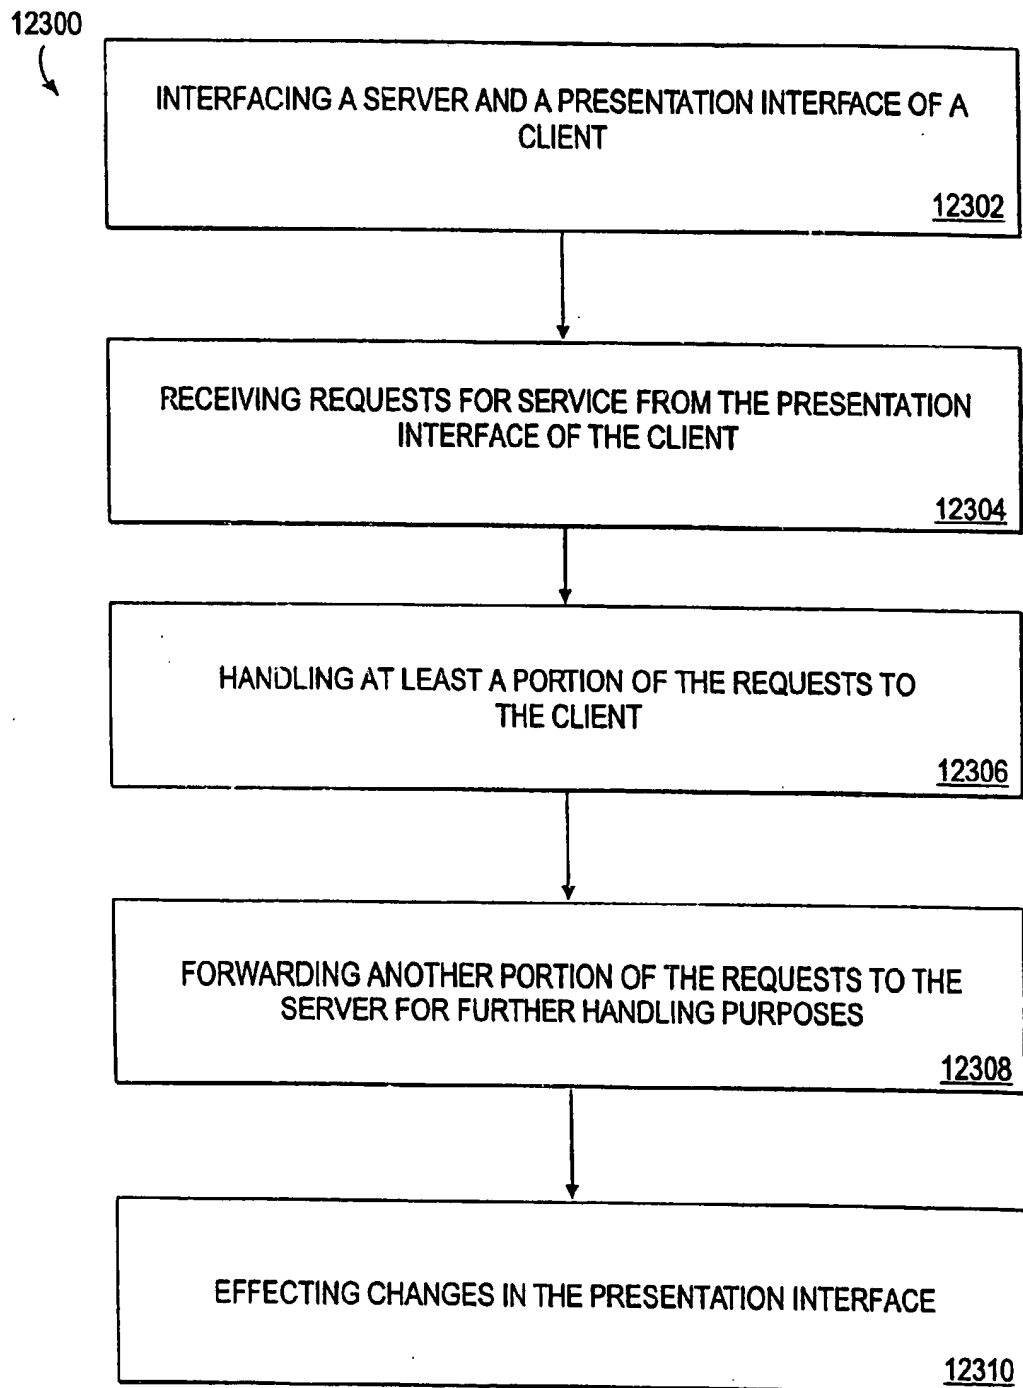 12300
INTERFACING A SERVER AND A PRESENTATION INTERFACE OF A
CLIENT
12302
RECEIVING REQUESTS FOR SERVICE FROM THE PRESENTATION
INTERFACE OF THE CLIENT
12304
HANDLING AT LEAST A PORTION OF THE REQUESTS TO
THE CLIENT
12306
FORWARDING ANOTHER PORTION OF THE REQUESTS TO THE
SERVER FOR FURTHER HANDLING PURPOSES
12308
EFFECTING CHANGES IN THE PRESENTATION INTERFACE
12310